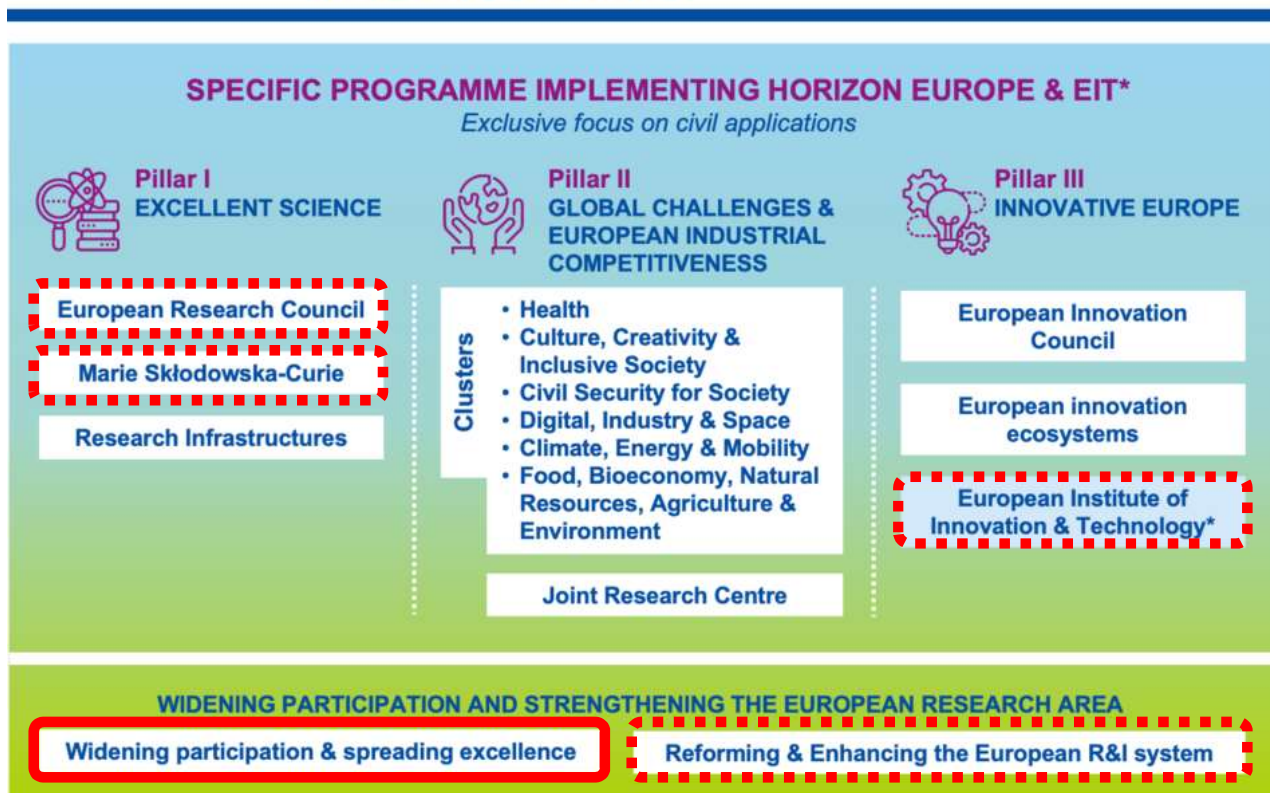 SPECIFIC PROGRAMME IMPLEMENTING HORIZON EUROPE & EIT*
Exclusive focus on civil applications
Pillar I
EXCELLENT SCIENCE
European Research Council
Marie Skłodowska-Curie
Research Infrastructures
Pillar II
GLOBAL CHALLENGES &
EUROPEAN INDUSTRIAL
COMPETITIVENESS
Clusters
• Health
• Culture, Creativity &
Inclusive Society
• Civil Security for Society
• Digital, Industry & Space
• Climate, Energy & Mobility
• Food, Bioeconomy, Natural
Resources, Agriculture &
Environment
Joint Research Centre
Pillar III
INNOVATIVE EUROPE
European Innovation
Council
European innovation
ecosystems
European Institute of
Innovation & Technology*
WIDENING PARTICIPATION AND STRENGTHENING THE EUROPEAN RESEARCH AREA
Widening participation & spreading excellence
Reforming & Enhancing the European R&I system